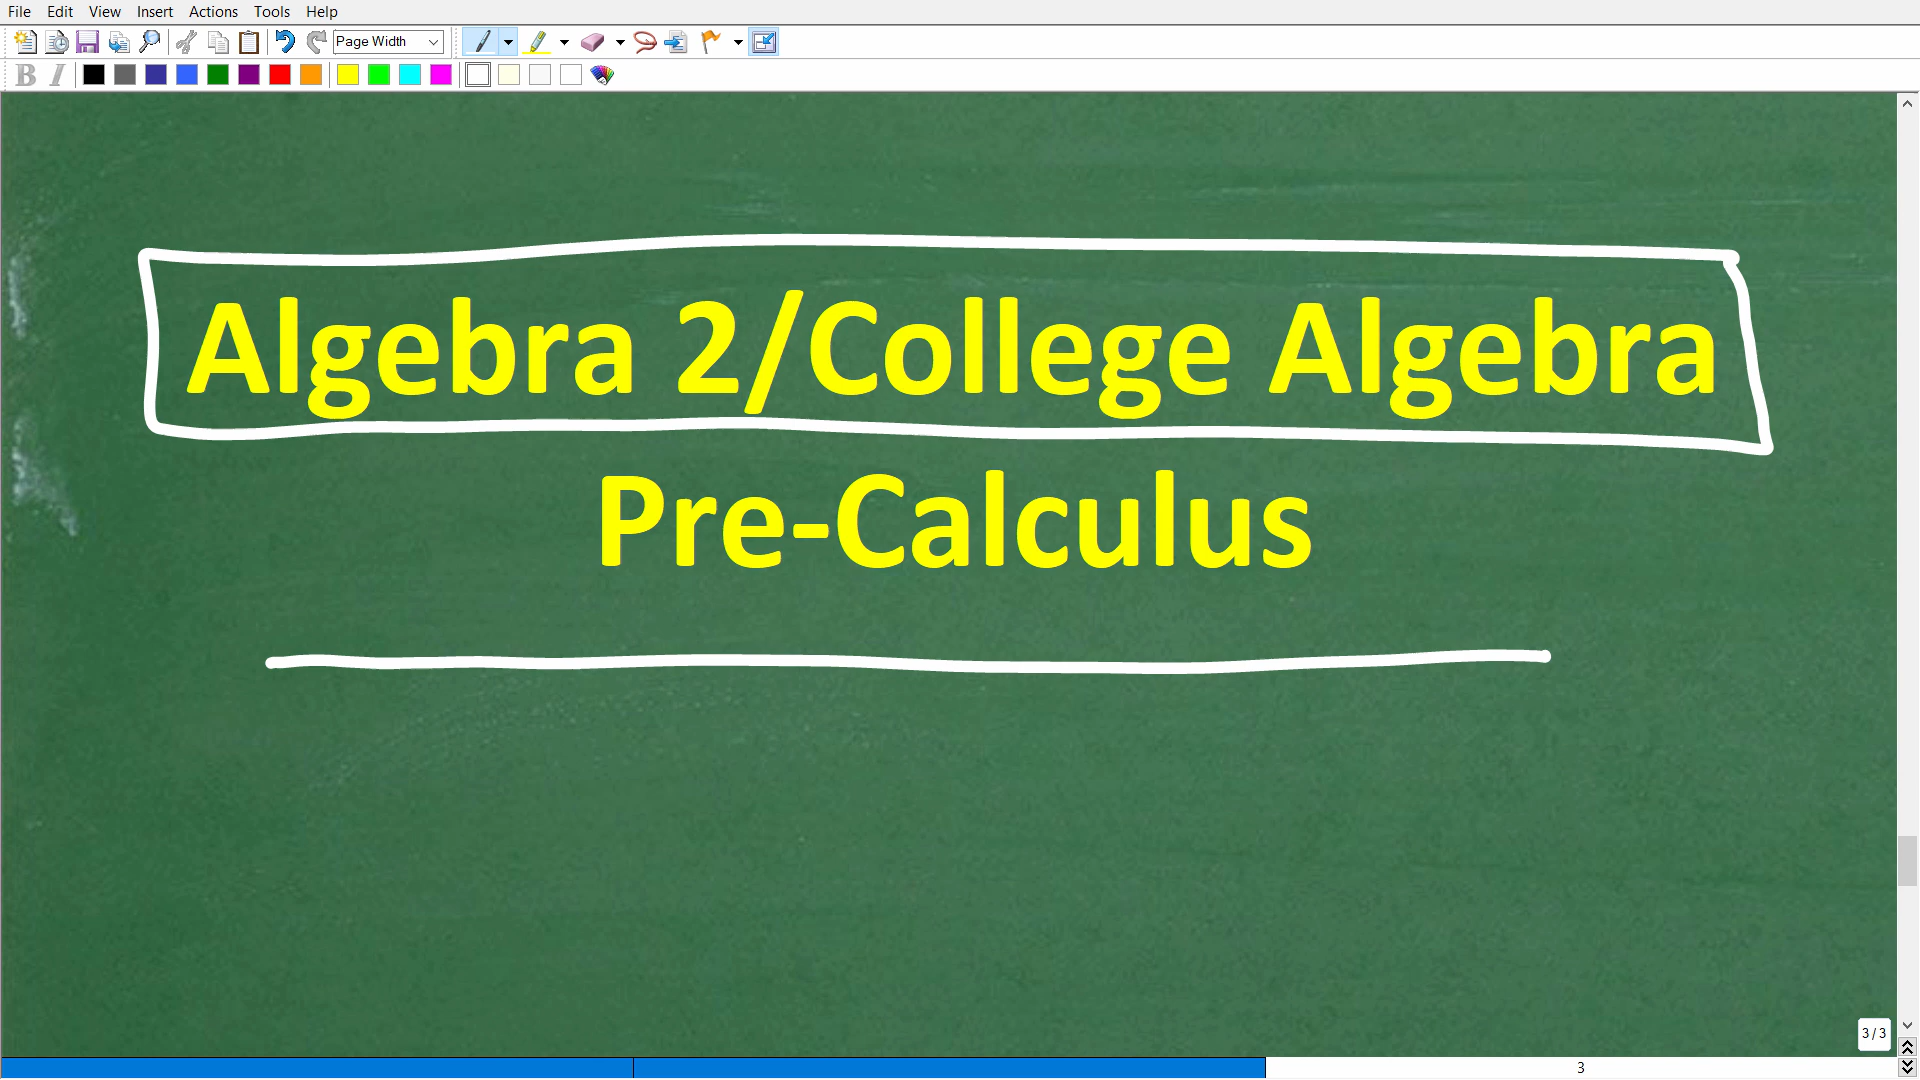 File Edit View Insert Actions Tools Help
Page Width
B I
Algebra 2/College Algebra
Pre-Calculus
3 / 3
3